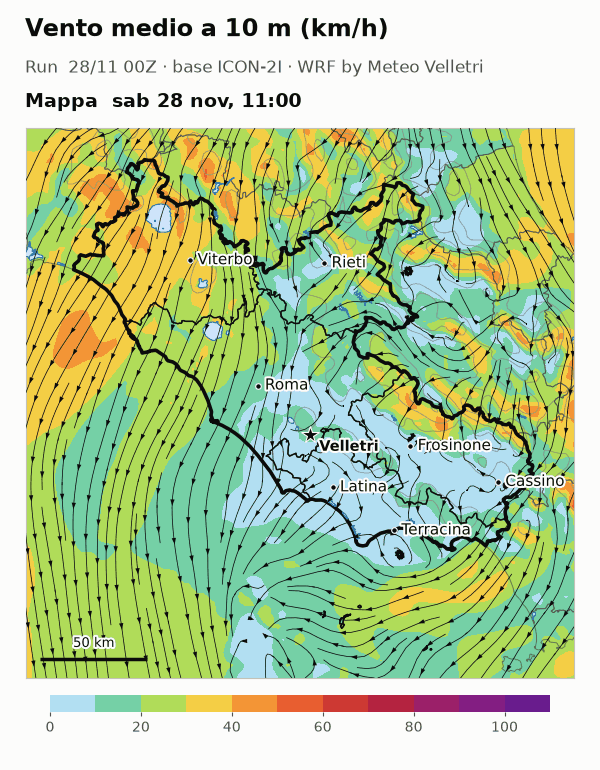 Vento medio a 10 m (km/h)
Run  28/11 00Z · base ICON-2I · WRF by Meteo Velletri
Mappa  sab 28 nov, 11:00
Viterbo
Rieti
Roma
Velletri
Frosinone
Cassino
Latina
Terracina
50 km
0 20 40 60 80 100